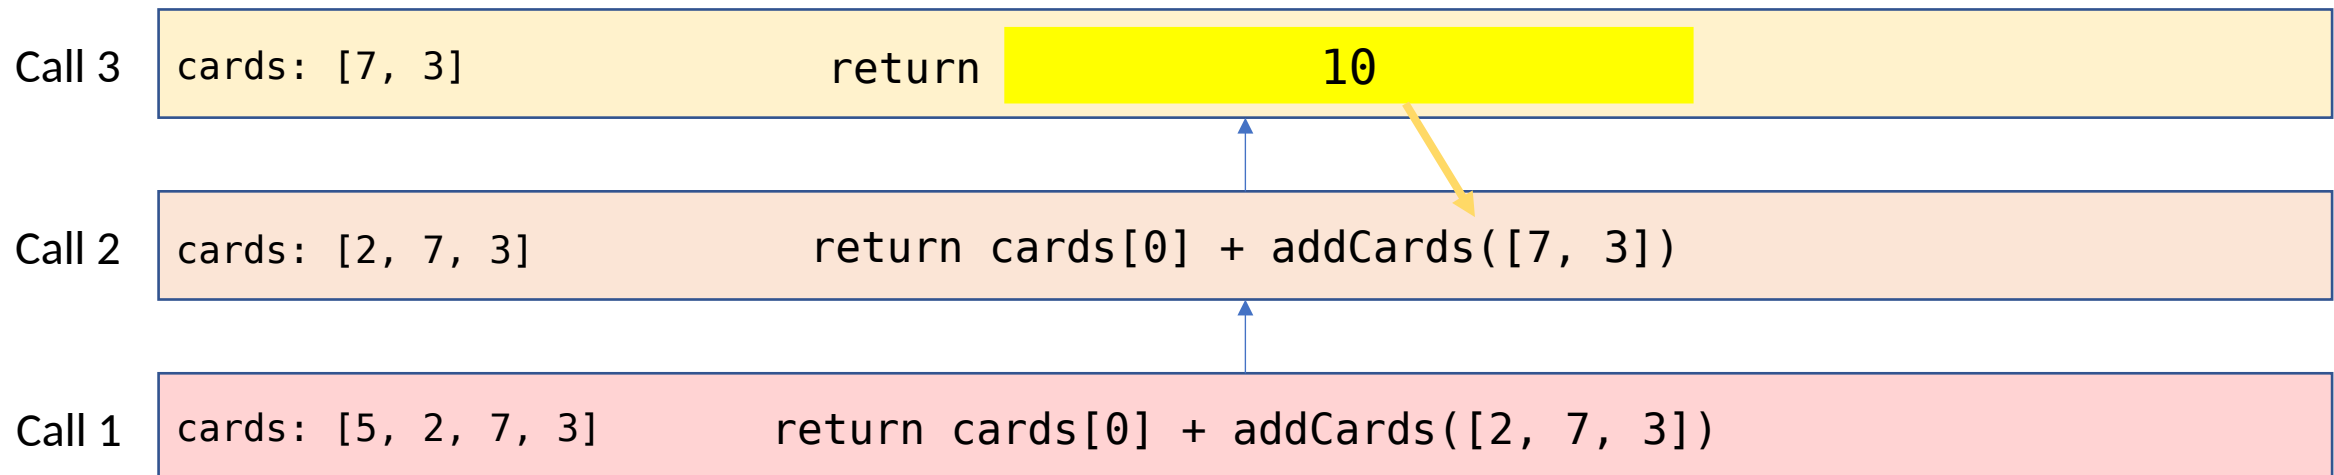 Call 3 cards: [7, 3] return 10
Call 2 cards: [2, 7, 3] return cards[0] + addCards([7, 3])
Call 1 cards: [5, 2, 7, 3] return cards[0] + addCards([2, 7, 3])